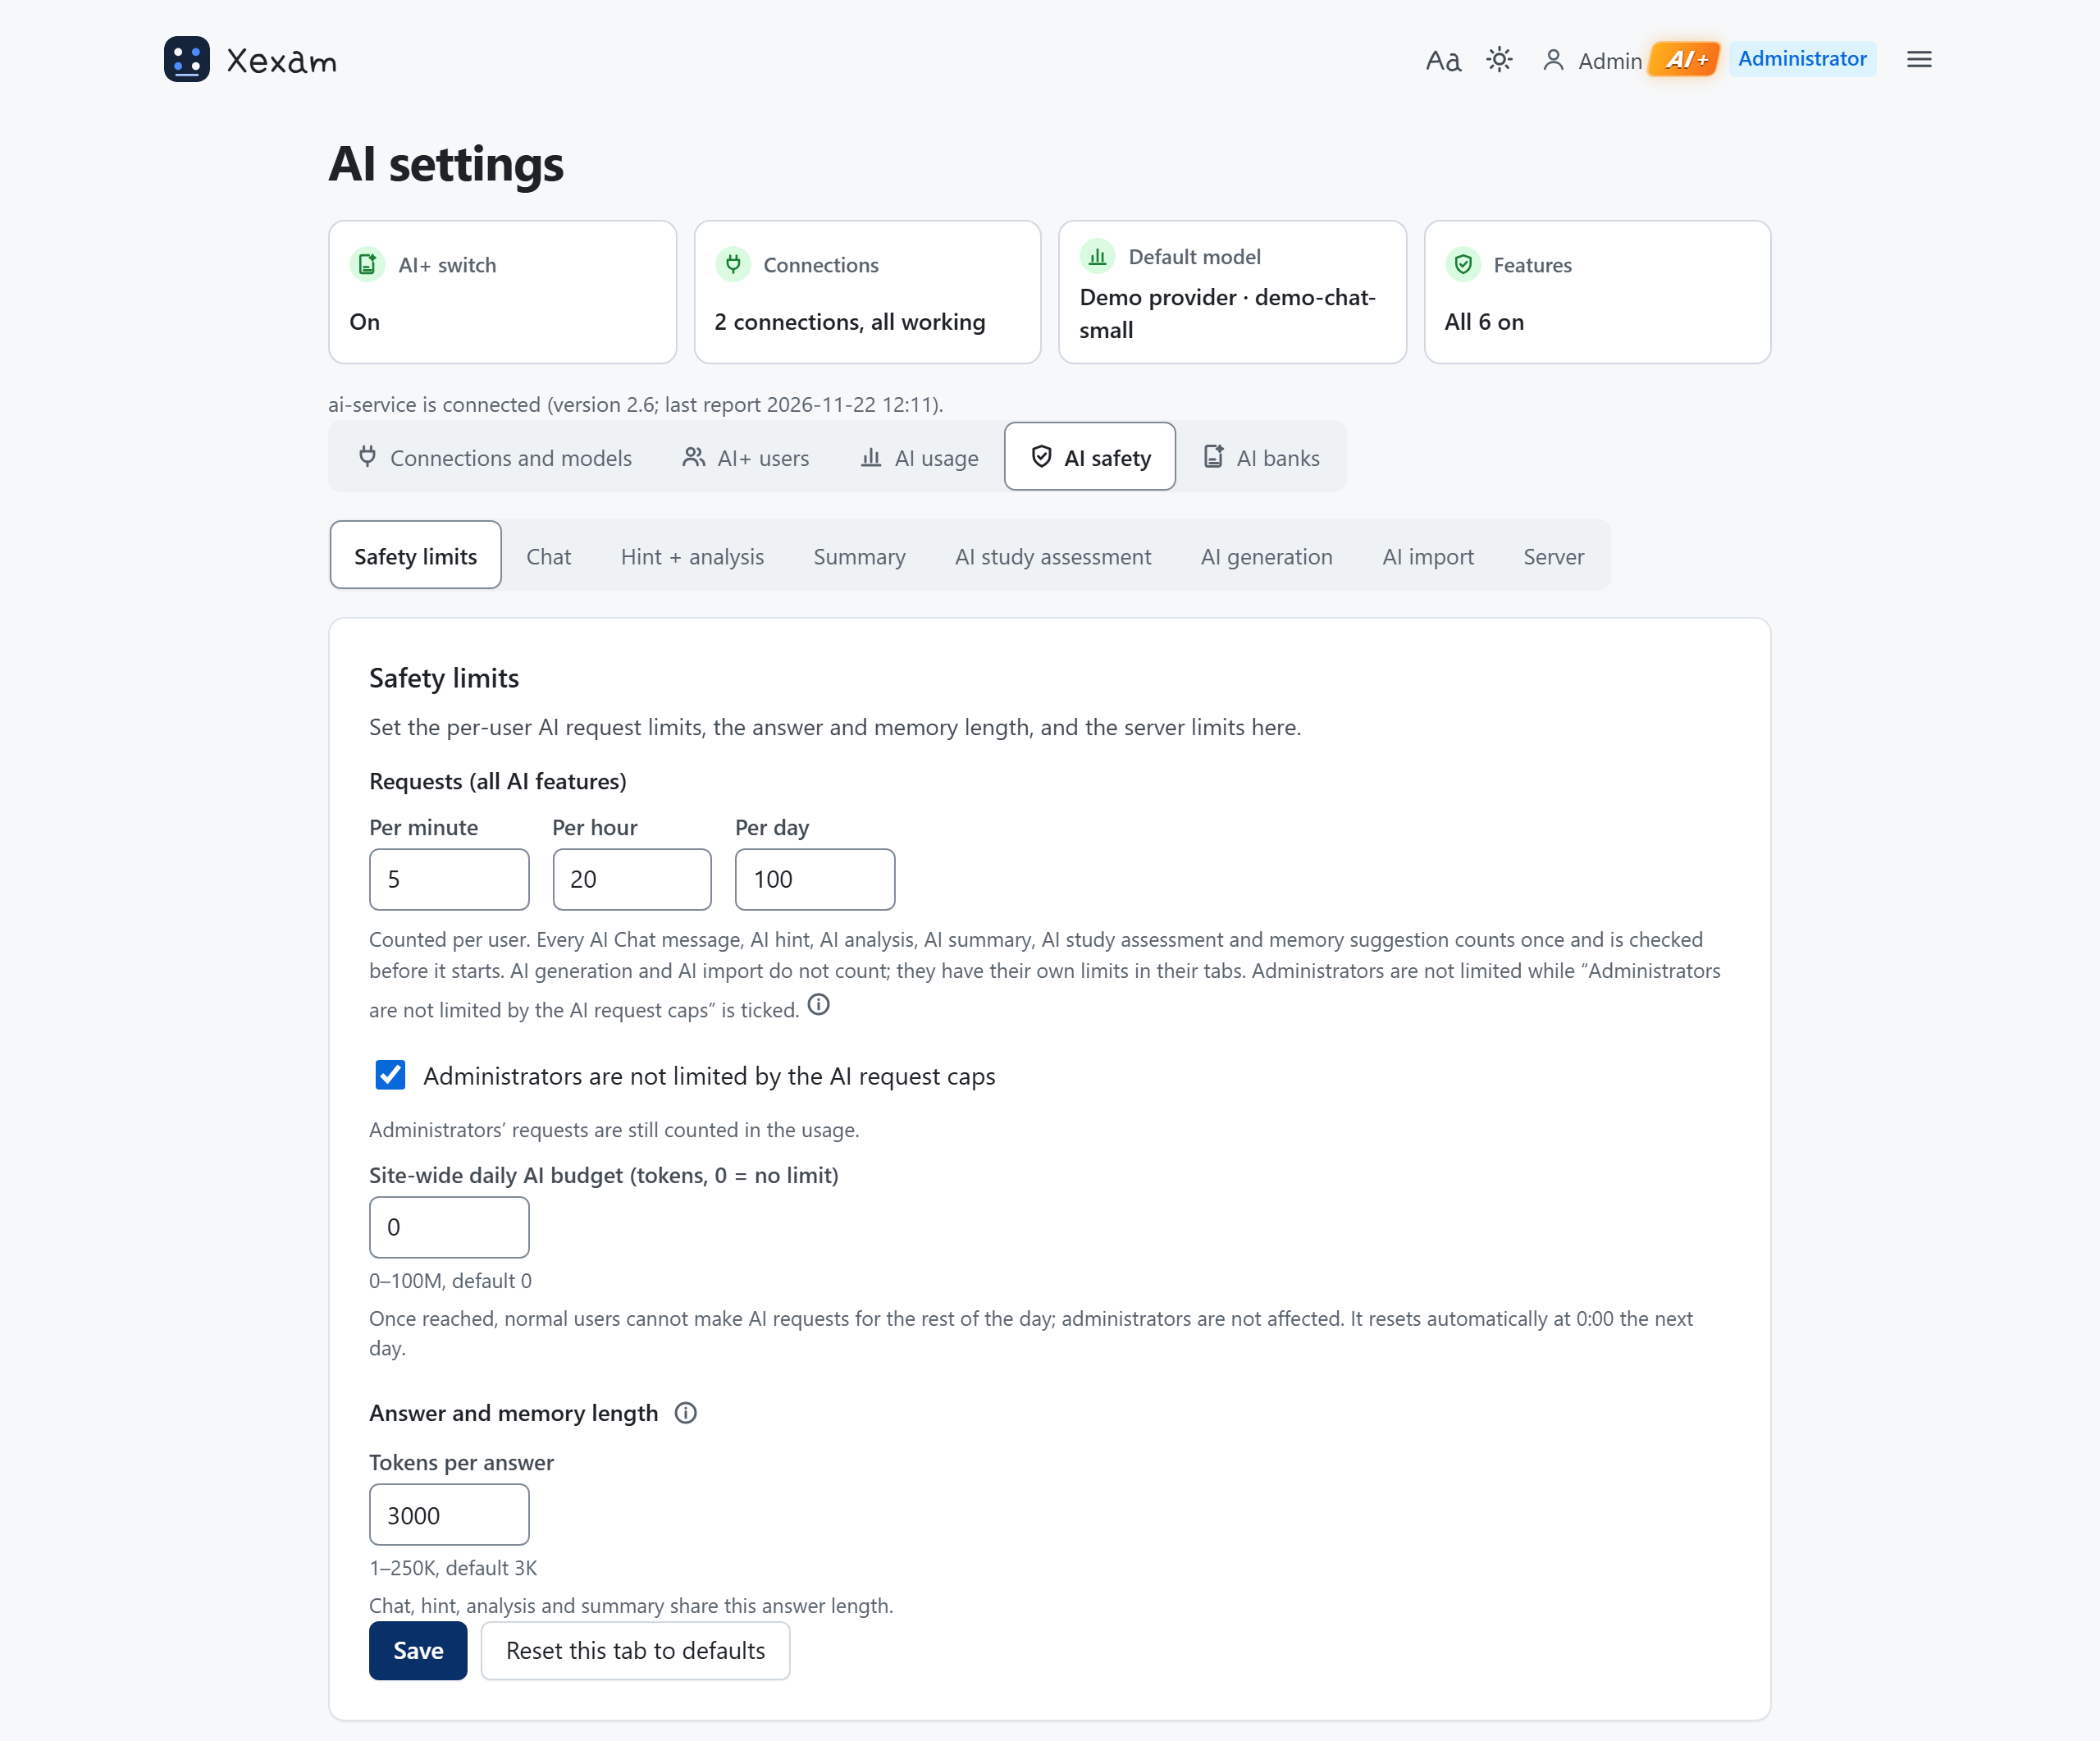 Xexam
Aa
Admin
AI+
Administrator
AI settings
AI+ switch
On
Connections
2 connections, all working
Default model
Demo provider · demo-chat-
small
Features
All 6 on
ai-service is connected (version 2.6; last report 2026-11-22 12:11).
Connections and models
AI+ users
AI usage
AI safety
AI banks
Safety limits
Chat
Hint + analysis
Summary
AI study assessment
AI generation
AI import
Server
Safety limits
Set the per-user AI request limits, the answer and memory length, and the server limits here.
Requests (all AI features)
Per minute
Per hour
Per day
5
20
100
Counted per user. Every AI Chat message, AI hint, AI analysis, AI summary, AI study assessment and memory suggestion counts once and is checked
before it starts. AI generation and AI import do not count; they have their own limits in their tabs. Administrators are not limited while “Administrators
are not limited by the AI request caps” is ticked.
Administrators are not limited by the AI request caps
Administrators’ requests are still counted in the usage.
Site-wide daily AI budget (tokens, 0 = no limit)
0
0–100M, default 0
Once reached, normal users cannot make AI requests for the rest of the day; administrators are not affected. It resets automatically at 0:00 the next
day.
Answer and memory length
Tokens per answer
3000
1–250K, default 3K
Chat, hint, analysis and summary share this answer length.
Save
Reset this tab to defaults